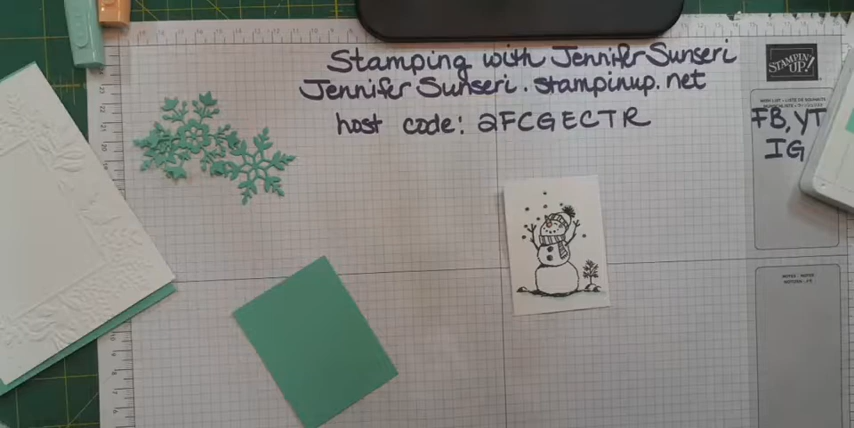 Stamping with Jennifer Sunseri
Jennifer Sunseri.stampinup.net
host code: 2FCGECTR
STAMPIN' UP!
FB, YT
IG